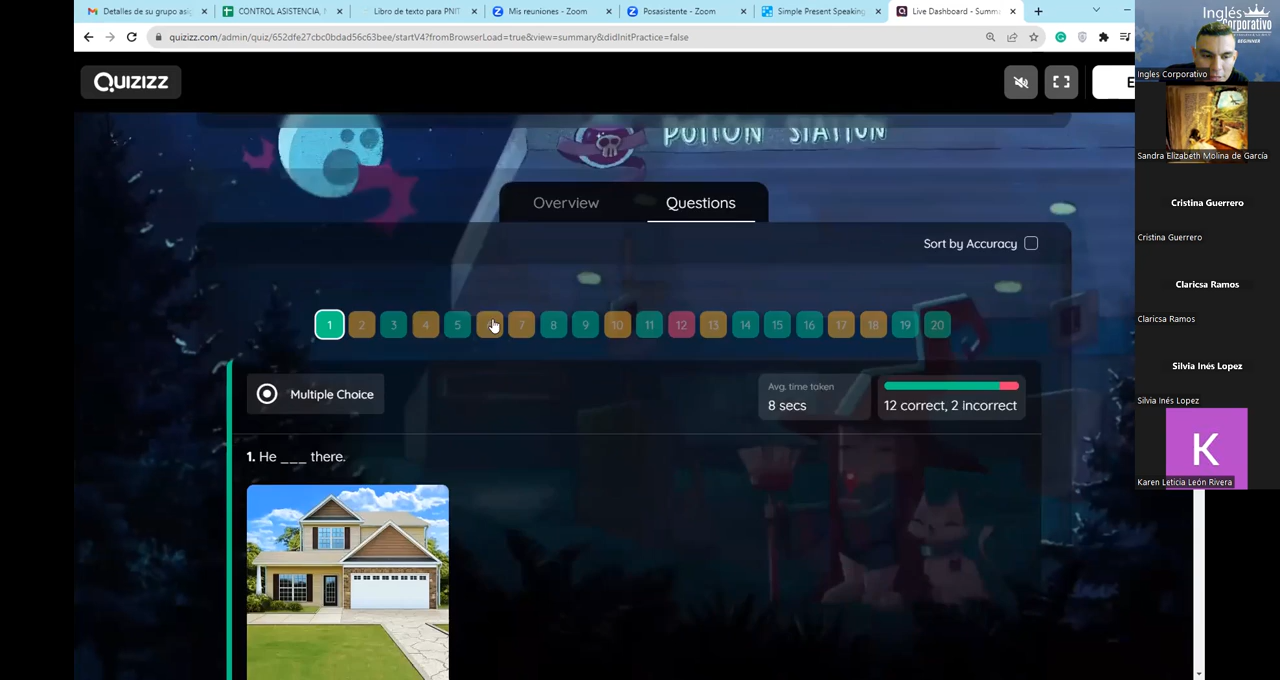 Detalles de su grupo asig
CONTROL ASISTENCIA,
Libro de texto para PNIT
Mis reuniones - Zoom
Posasistente - Zoom
Simple Present Speaking
Live Dashboard - Summ
quizizz.com/admin/quiz/652dfe27cbc0bdad56c63bee/startV4?fromBrowserLoad=true&view=summary&didInitPractice=false
QUIZIZZ
E
POTION STATION
Overview
Questions
Sort by Accuracy
1 2 3 4 5 7 8 9 10 11 12 13 14 15 16 17 18 19 20
Multiple Choice
Avg. time taken
8 secs
12 correct, 2 incorrect
1. He ___ there.
Inglés
Corporativo
BEGINNER
Ingles Corporativo
Sandra Elizabeth Molina de García
Cristina Guerrero
Cristina Guerrero
Claricsa Ramos
Claricsa Ramos
Silvia Inés Lopez
Silvia Inés Lopez
K
Karen Leticia León Rivera